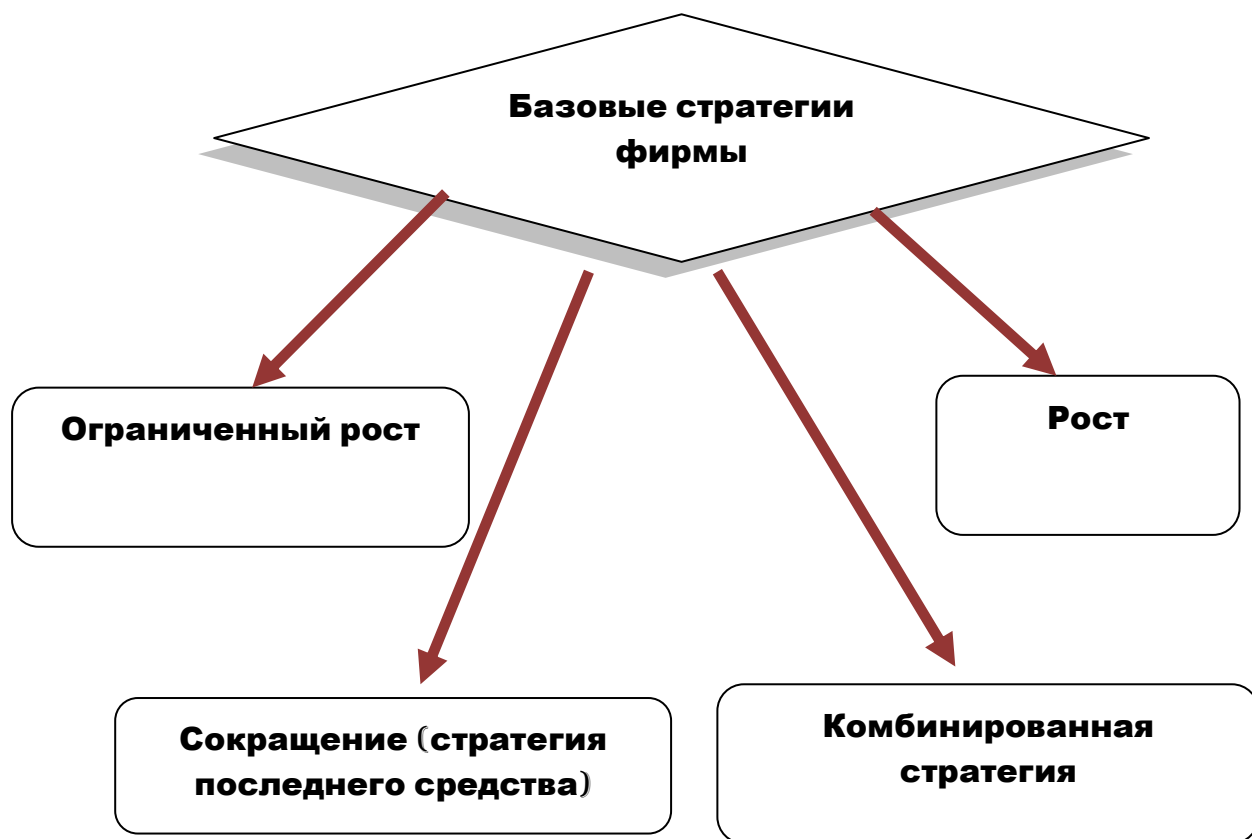 Базовые стратегии
фирмы
Ограниченный рост
Рост
Сокращение (стратегия
последнего средства)
Комбинированная
стратегия